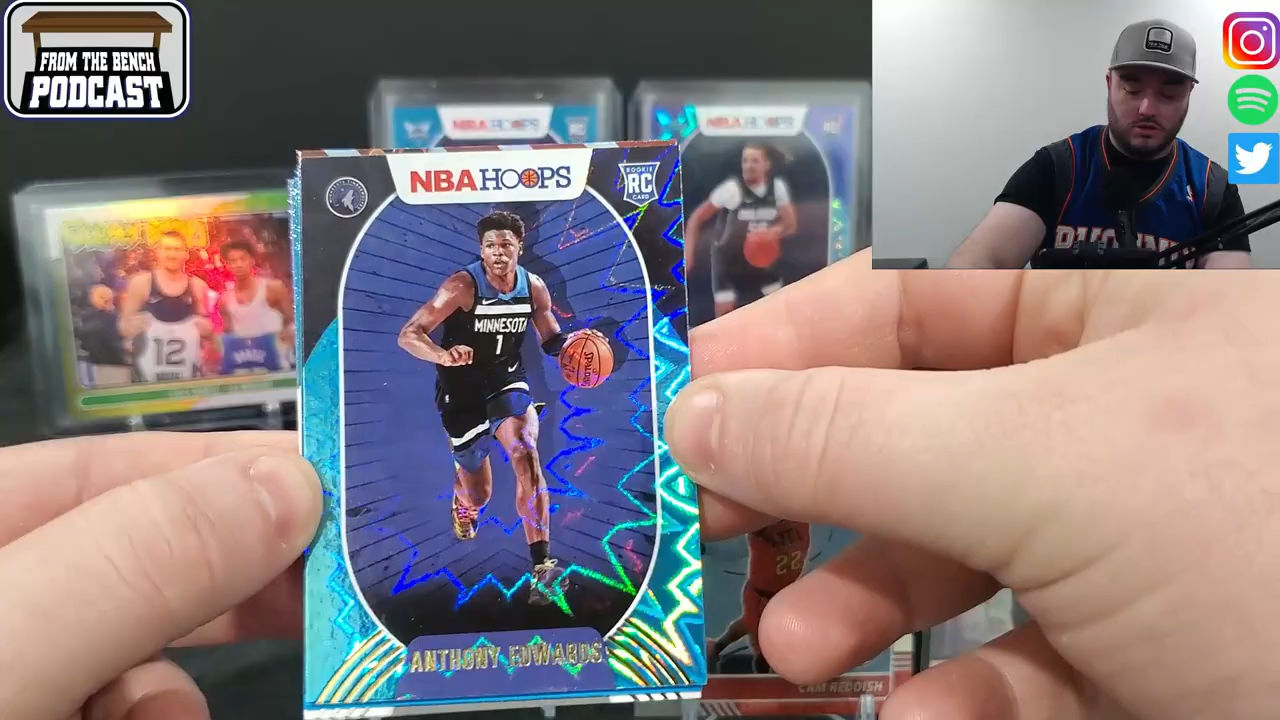 FROM THE BENCH
PODCAST
NBA HOOPS
NBA HOOPS
NBA HOOPS
ROOKIE
RC
CARD
MINNESOTA
1
SPALDING
12
22
ANTHONY EDWARDS
CAM REDDISH